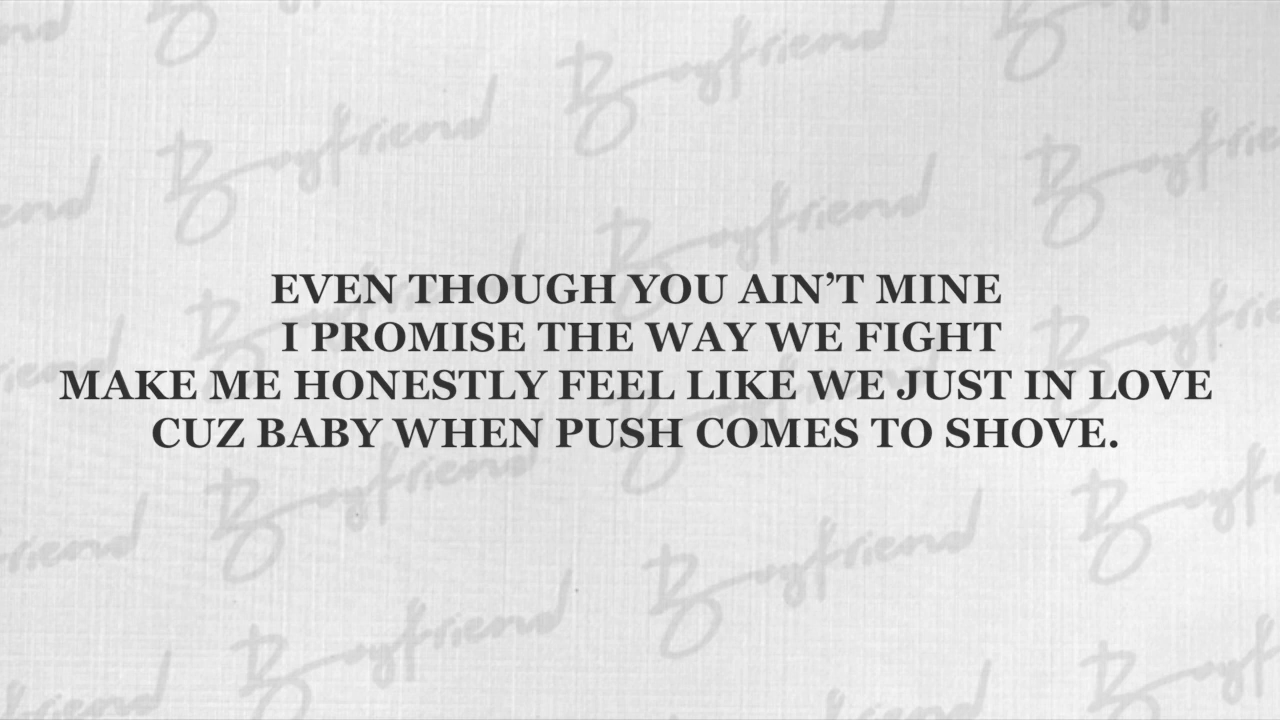 Boyfriend
EVEN THOUGH YOU AIN’T MINE
I PROMISE THE WAY WE FIGHT
MAKE ME HONESTLY FEEL LIKE WE JUST IN LOVE
CUZ BABY WHEN PUSH COMES TO SHOVE.